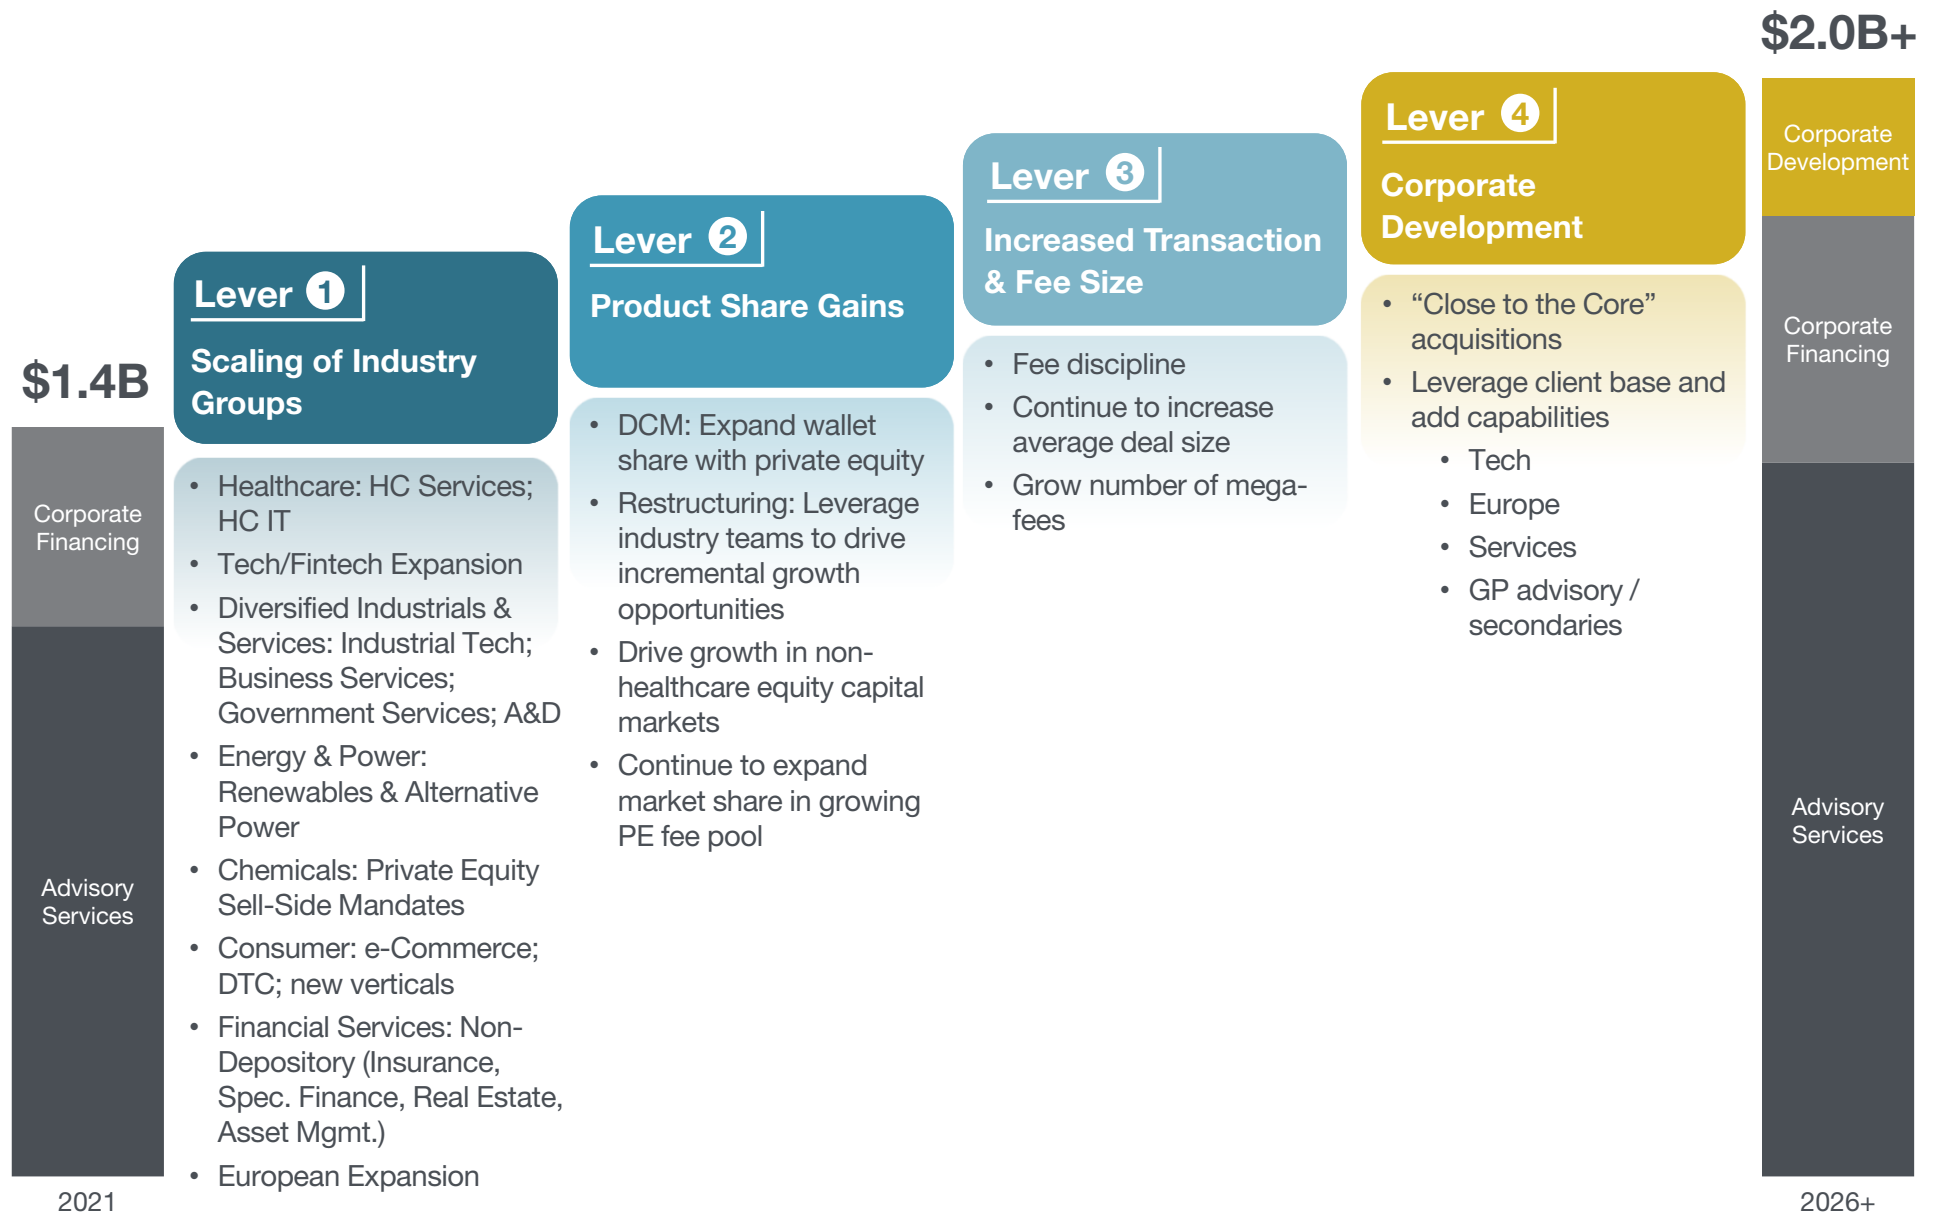 $1.4B
Corporate
Financing
Advisory
Services
2021
Lever 1
Scaling of Industry
Groups
• Healthcare: HC Services;
HC IT
• Tech/Fintech Expansion
• Diversified Industrials &
Services: Industrial Tech;
Business Services;
Government Services; A&D
• Energy & Power:
Renewables & Alternative
Power
• Chemicals: Private Equity
Sell-Side Mandates
• Consumer: e-Commerce;
DTC; new verticals
• Financial Services: Non-
Depository (Insurance,
Spec. Finance, Real Estate,
Asset Mgmt.)
• European Expansion
Lever 2
Product Share Gains
• DCM: Expand wallet
share with private equity
• Restructuring: Leverage
industry teams to drive
incremental growth
opportunities
• Drive growth in non-
healthcare equity capital
markets
• Continue to expand
market share in growing
PE fee pool
Lever 3
Increased Transaction
& Fee Size
• Fee discipline
• Continue to increase
average deal size
• Grow number of mega-
fees
Lever 4
Corporate
Development
• “Close to the Core”
acquisitions
• Leverage client base and
add capabilities
• Tech
• Europe
• Services
• GP advisory /
secondaries
$2.0B+
Corporate
Development
Corporate
Financing
Advisory
Services
2026+